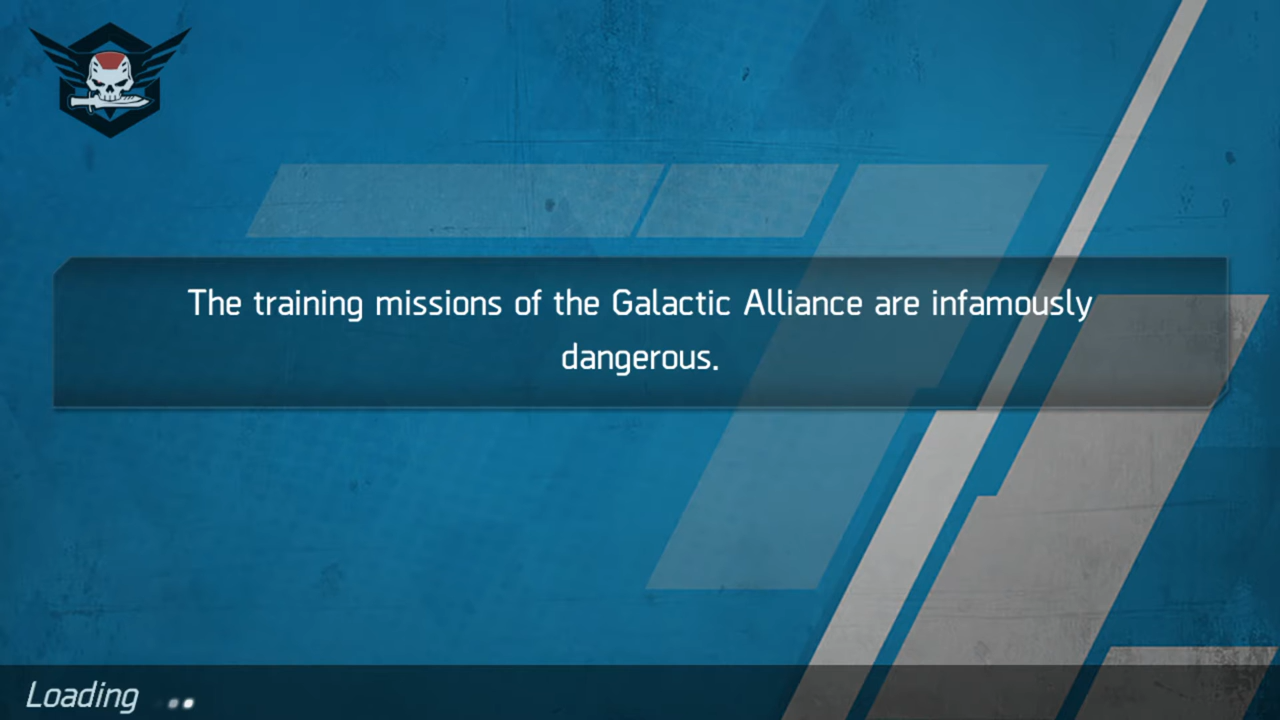 The training missions of the Galactic Alliance are infamously
dangerous.
Loading